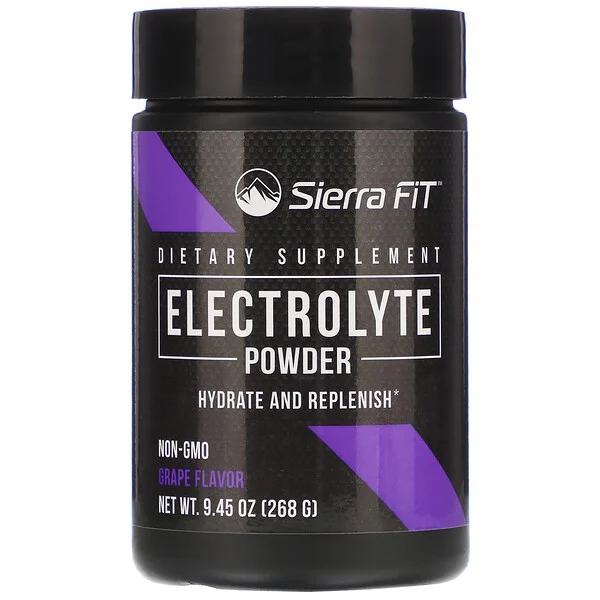 Sierra FiT™
DIETARY SUPPLEMENT
ELECTROLYTE
POWDER
HYDRATE AND REPLENISH*
NON-GMO
GRAPE FLAVOR
NET WT. 9.45 OZ (268 G)